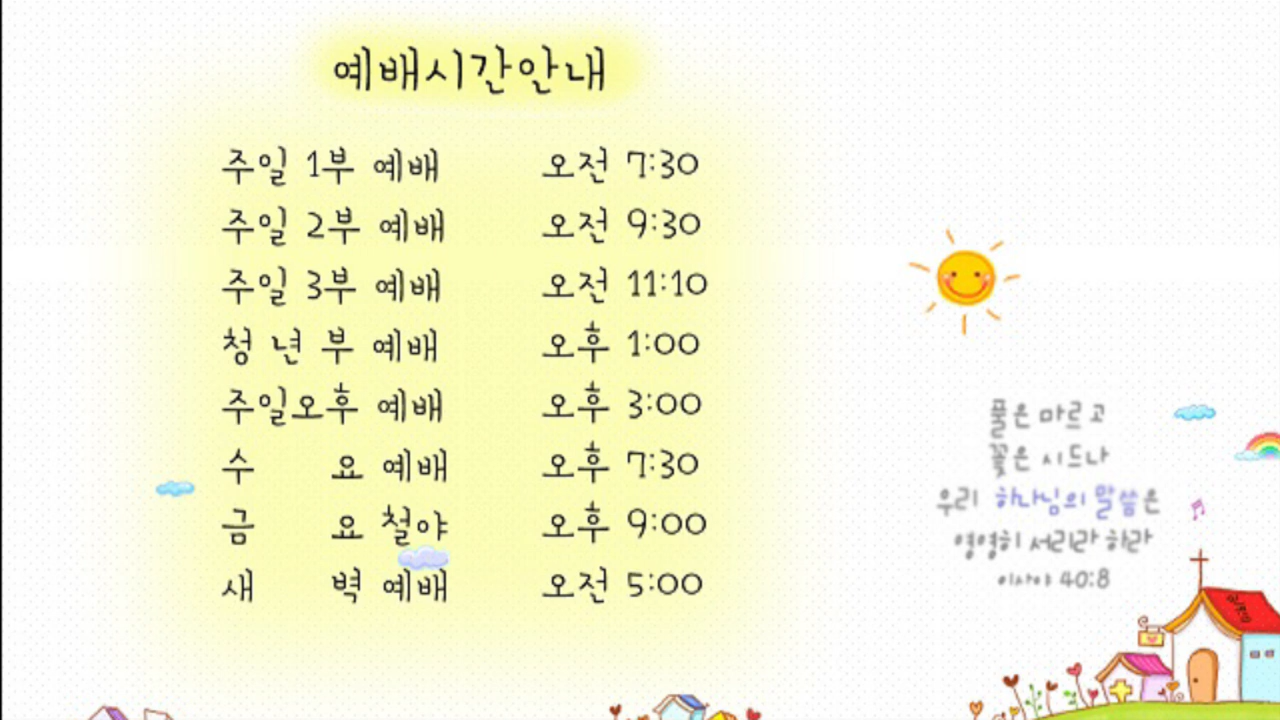 예배시간안내
주일 1부 예배 오전 7:30
주일 2부 예배 오전 9:30
주일 3부 예배 오전 11:10
청 년 부 예배 오후 1:00
주일오후 예배 오후 3:00
수 요 예배 오후 7:30
금 요 철야 오후 9:00
새 벽 예배 오전 5:00
풀은 마르고
꽃은 시드나
우리 하나님의 말씀은
영영히 서리라 하라
이사야 40:8